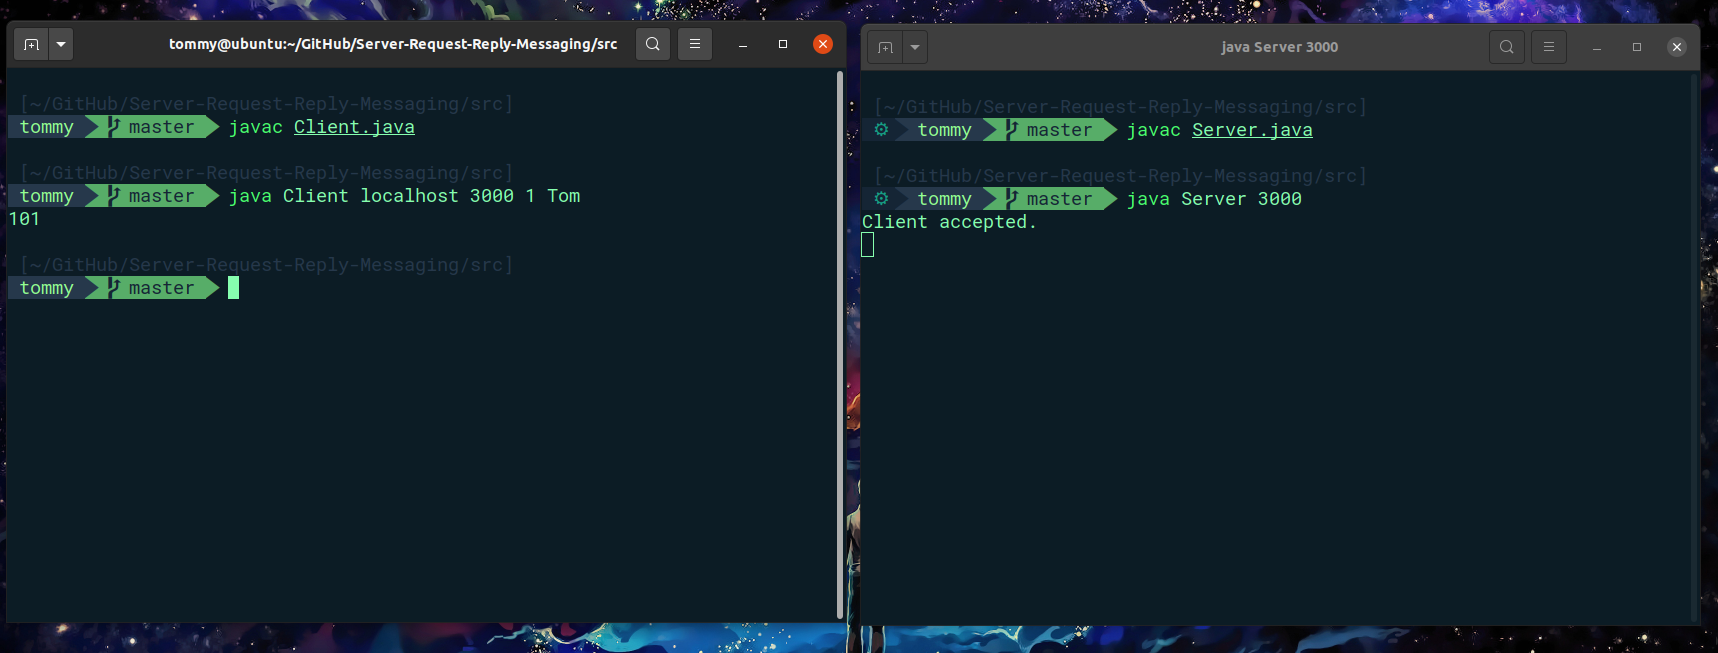 tommy@ubuntu:~/GitHub/Server-Request-Reply-Messaging/src
[~/GitHub/Server-Request-Reply-Messaging/src]
tommy master javac Client.java
[~/GitHub/Server-Request-Reply-Messaging/src]
tommy master java Client localhost 3000 1 Tom
101
[~/GitHub/Server-Request-Reply-Messaging/src]
tommy master
java Server 3000
[~/GitHub/Server-Request-Reply-Messaging/src]
tommy master javac Server.java
[~/GitHub/Server-Request-Reply-Messaging/src]
tommy master java Server 3000
Client accepted.